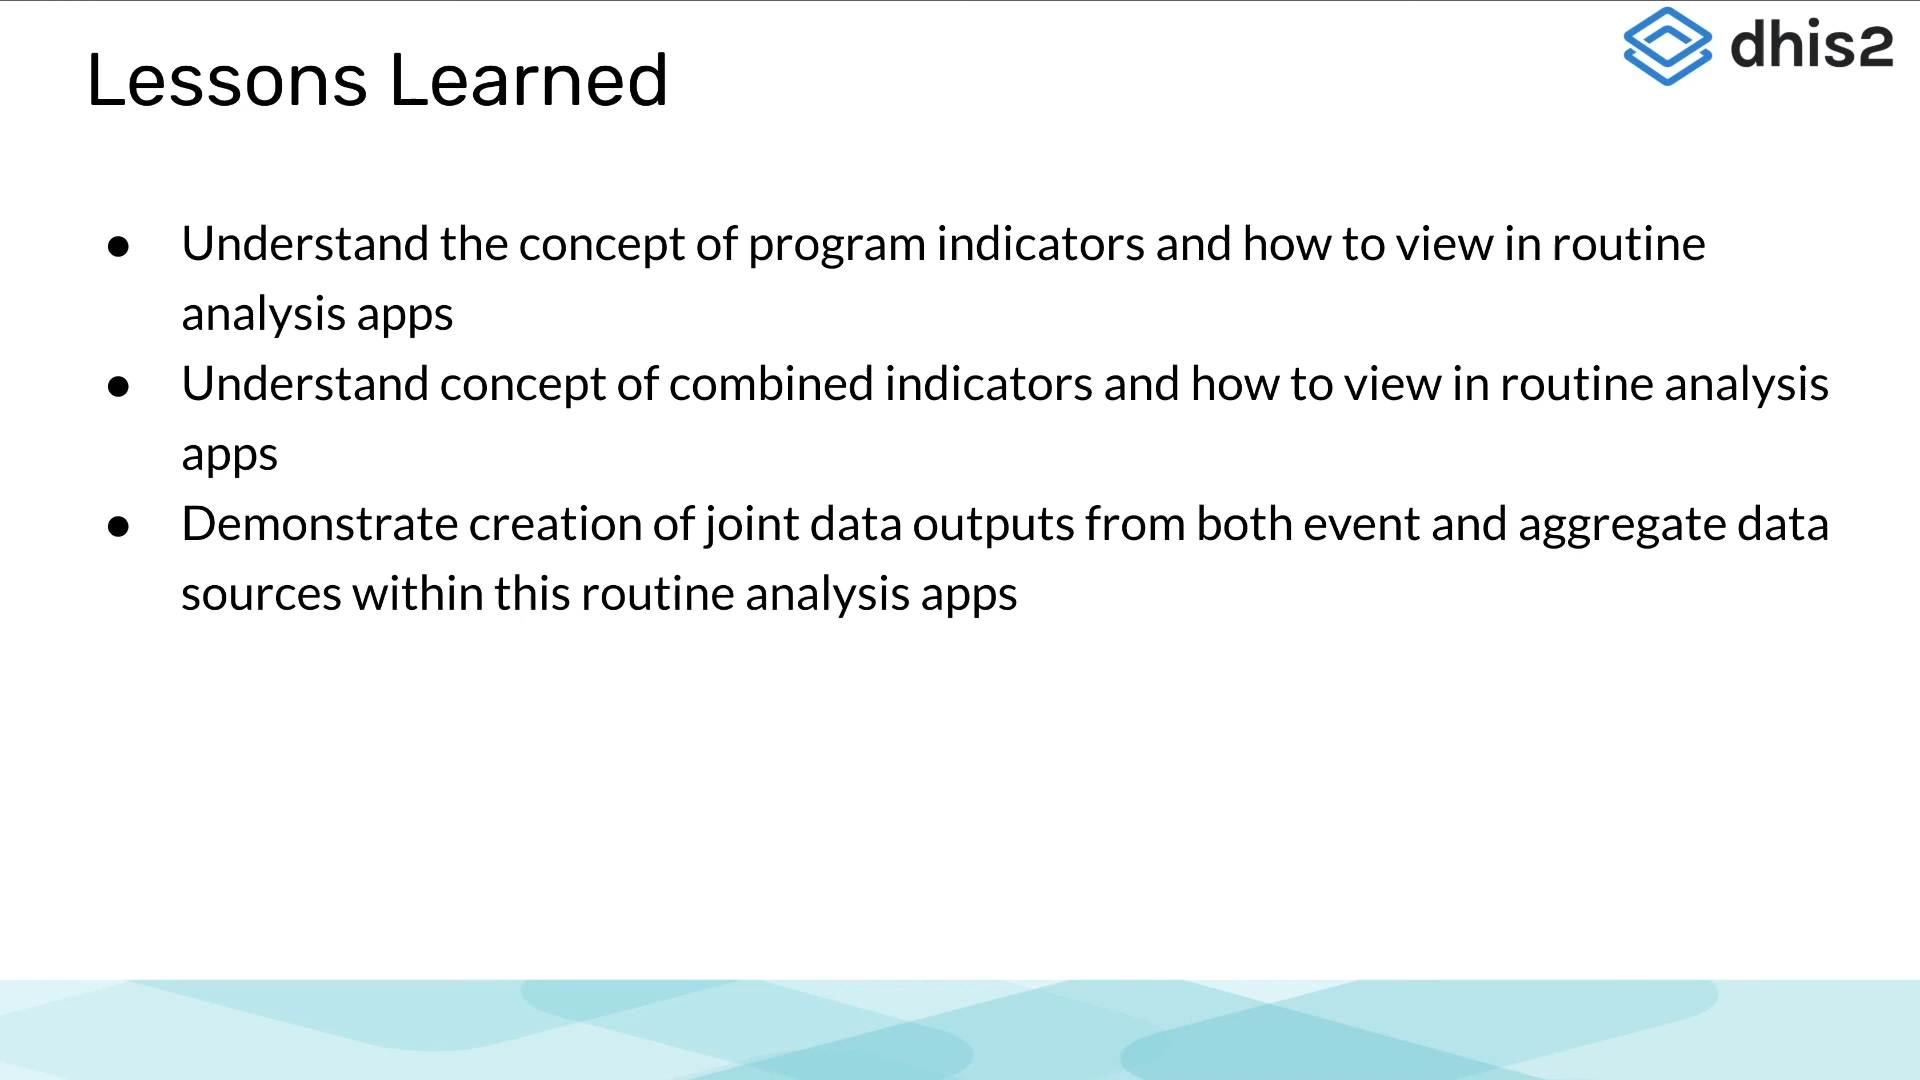 dhis2
Lessons Learned
● Understand the concept of program indicators and how to view in routine
analysis apps
● Understand concept of combined indicators and how to view in routine analysis
apps
● Demonstrate creation of joint data outputs from both event and aggregate data
sources within this routine analysis apps